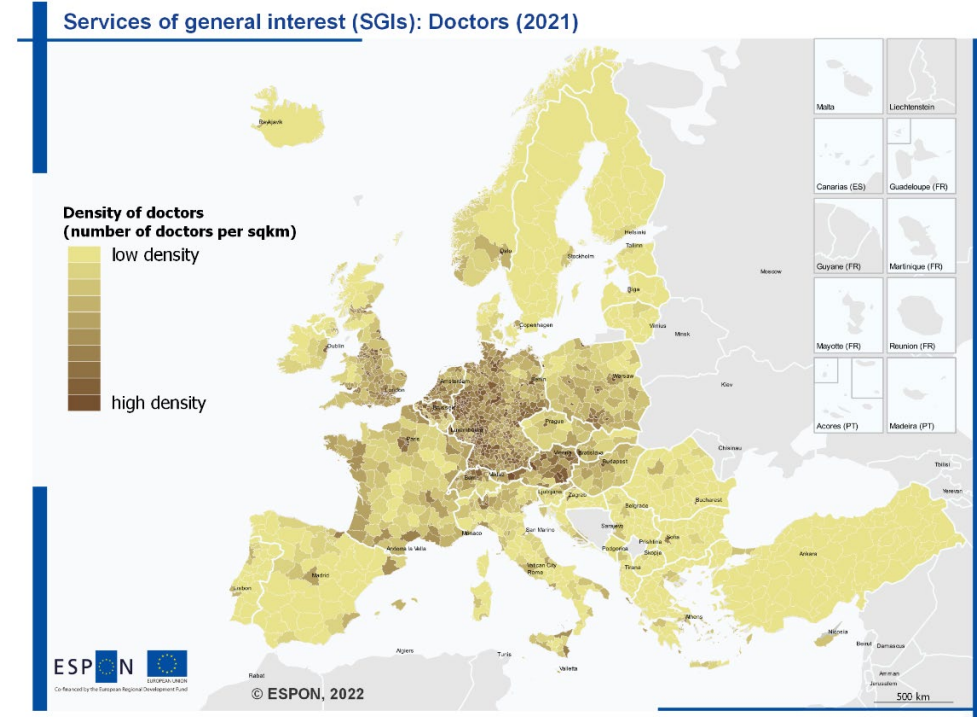 Services of general interest (SGIs): Doctors (2021)
Density of doctors
(number of doctors per sqkm)
low density
high density
Malta
Liechtenstein
Canarias (ES)
Guadeloupe (FR)
Guyane (FR)
Martinique (FR)
Mayotte (FR)
Reunion (FR)
Acores (PT)
Madeira (PT)
Reykjavik
Oslo
Helsinki
Tallinn
Stockholm
Riga
Moscow
Copenhagen
Vilnius
Minsk
Dublin
London
Amsterdam
Berlin
Warsaw
Kiev
Luxembourg
Prague
Paris
Bratislava
Budapest
Chisinau
Bern
Vaduz
Ljubljana
Zagreb
Tbilisi
Yerevan
Belgrade
Bucharest
San Marino
Sarajevo
Monaco
Andorra la Vella
Prishtina
Sofia
Podgorica
Skopje
Ankara
Vatican City
Rome
Tirana
Madrid
Lisbon
Athens
Nicosia
Beirut
Damascus
Algiers
Tunis
Valletta
Rabat
Amman
Jerusalem
ESPON
EUROPEAN UNION
Co-financed by the European Regional Development Fund
© ESPON, 2022
500 km